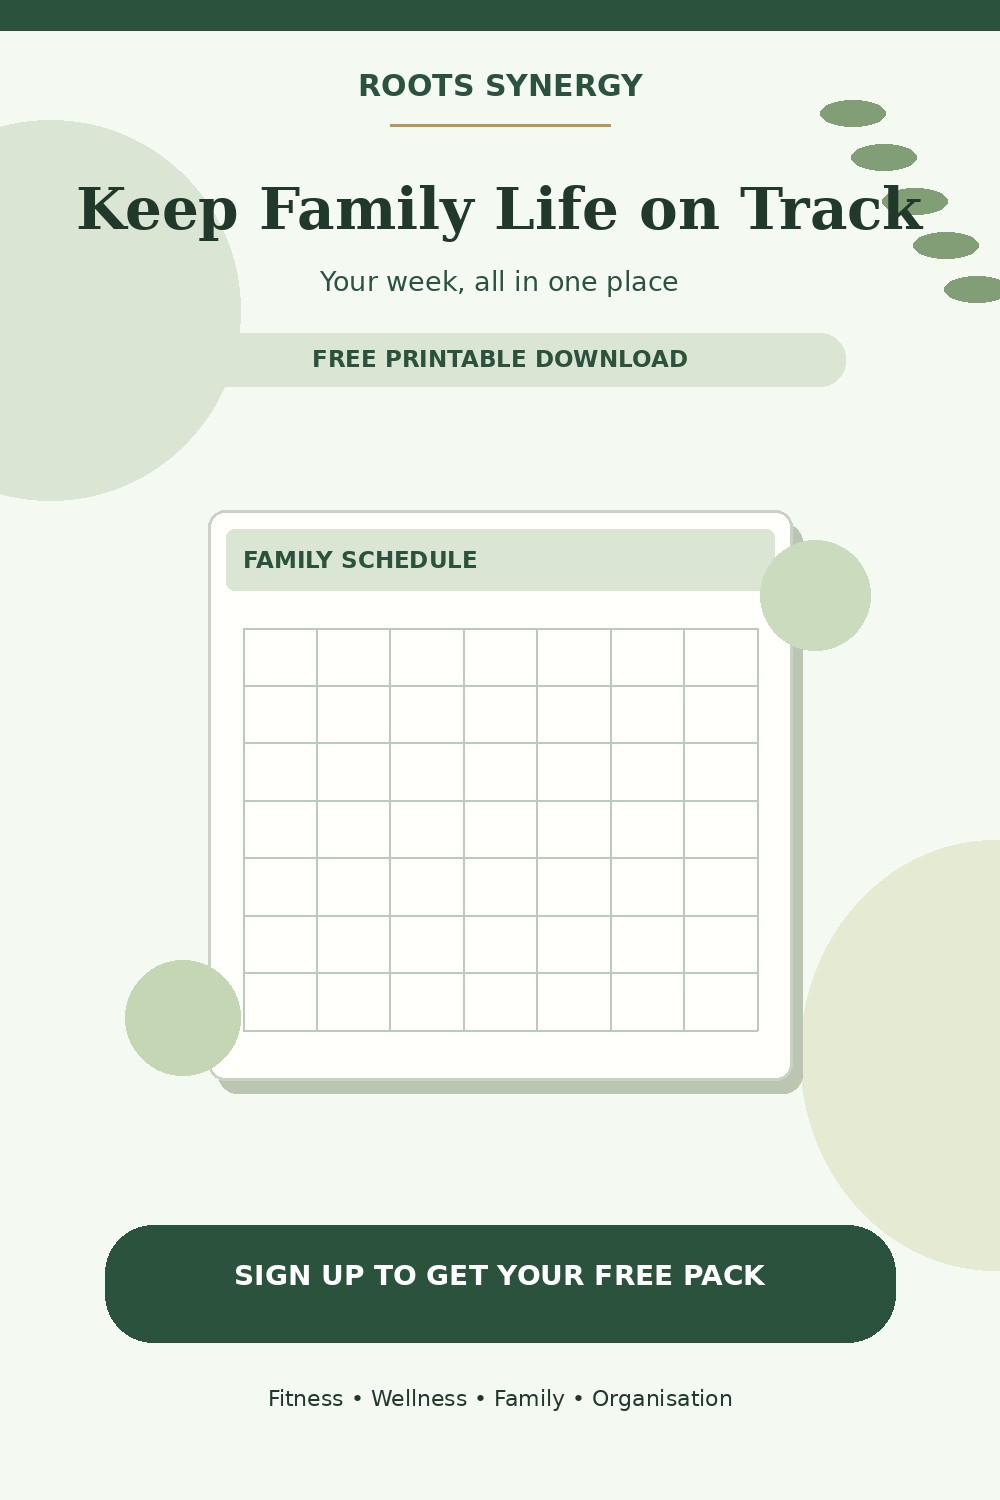 ROOTS SYNERGY
Keep Family Life on Track
Your week, all in one place
FREE PRINTABLE DOWNLOAD
FAMILY SCHEDULE
SIGN UP TO GET YOUR FREE PACK
Fitness • Wellness • Family • Organisation